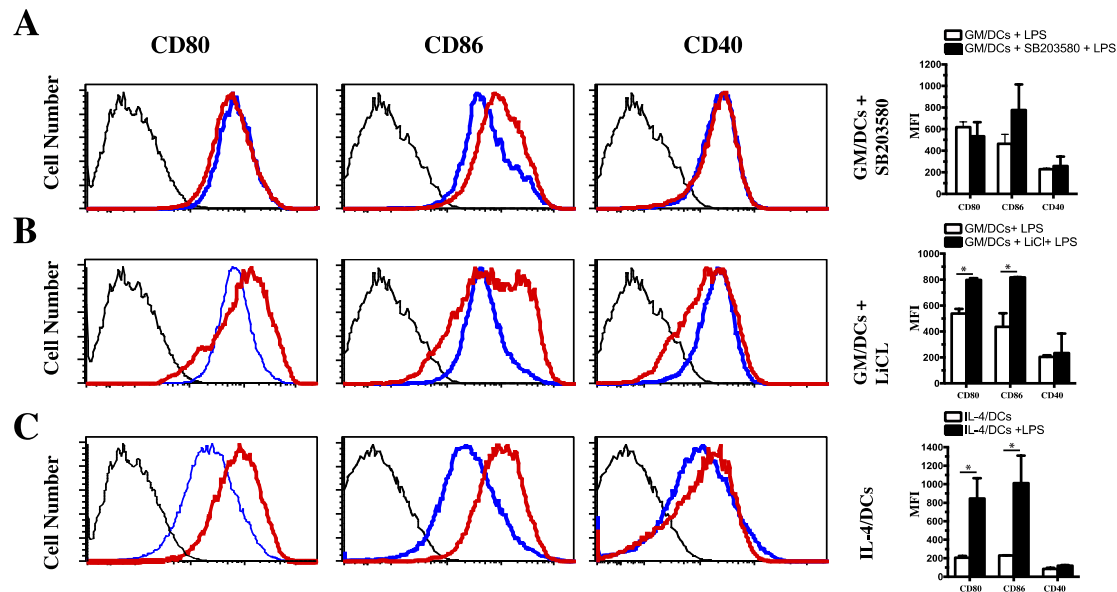 A
CD80
CD86
CD40
Cell Number
GM/DCs +
SB203580
GM/DCs + LPS
GM/DCs + SB203580 + LPS
MFI
1200
1000
800
600
400
200
0
CD80
CD86
CD40
B
Cell Number
GM/DCs +
LiCL
GM/DCs+ LPS
GM/DCs + LiCl+ LPS
MFI
1000
800
600
400
200
0
*
*
CD80
CD86
CD40
C
Cell Number
IL-4/DCs
IL-4/DCs
IL-4/DCs +LPS
MFI
1400
1200
1000
800
600
400
200
0
*
*
CD80
CD86
CD40